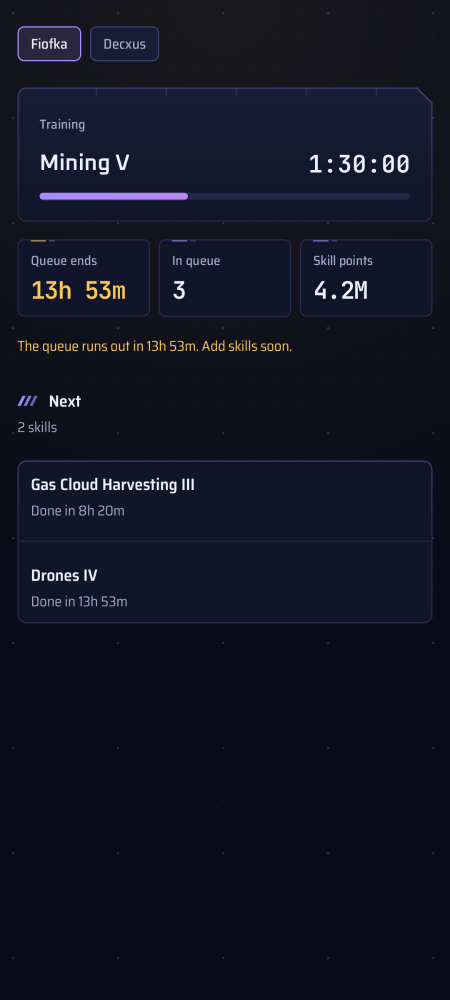 Fiofka
Decxus
Training
Mining V
1:30:00
Queue ends
13h 53m
In queue
3
Skill points
4.2M
The queue runs out in 13h 53m. Add skills soon.
Next
2 skills
Gas Cloud Harvesting III
Done in 8h 20m
Drones IV
Done in 13h 53m